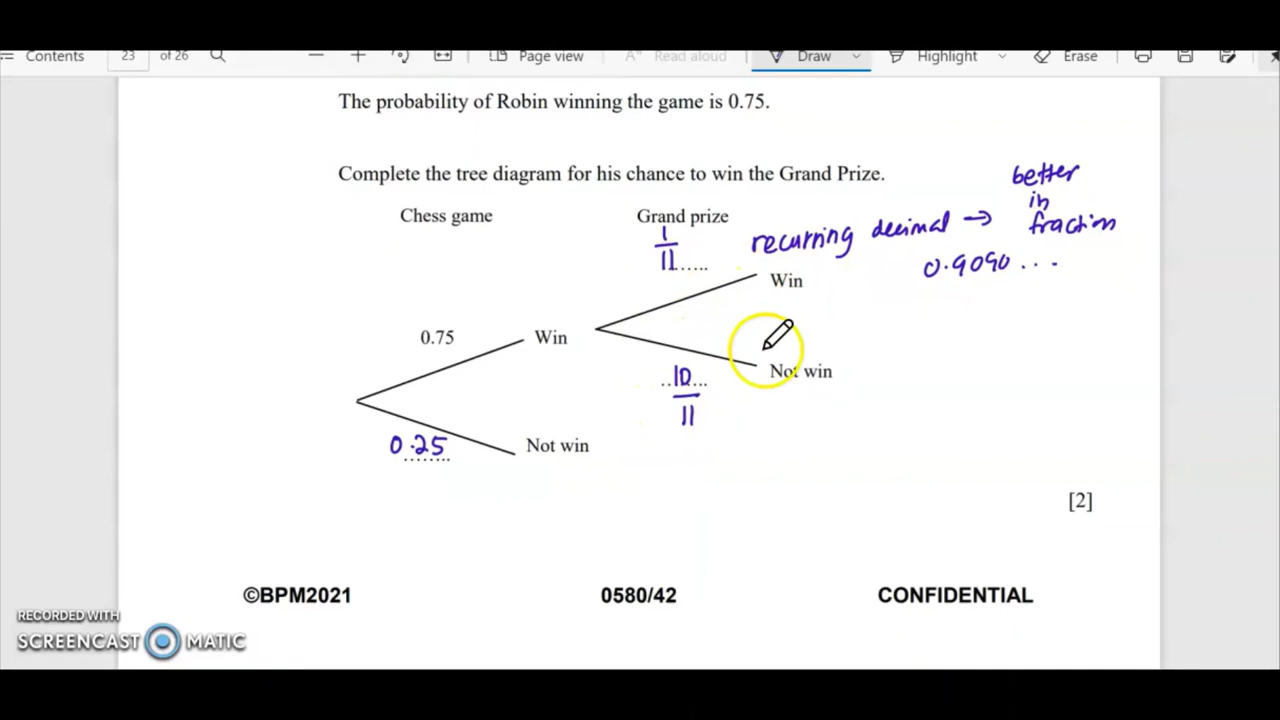 Contents 23 of 26 Page view Read aloud Draw Highlight Erase
The probability of Robin winning the game is 0.75.
Complete the tree diagram for his chance to win the Grand Prize.
better
in
fraction
Chess game Grand prize
recurring decimal →
0.9090 ...
1
11......
Win
0.75 Win
..10...
11
Not win
0.25
........
Not win
[2]
©BPM2021 0580/42 CONFIDENTIAL
RECORDED WITH
SCREENCAST MATIC